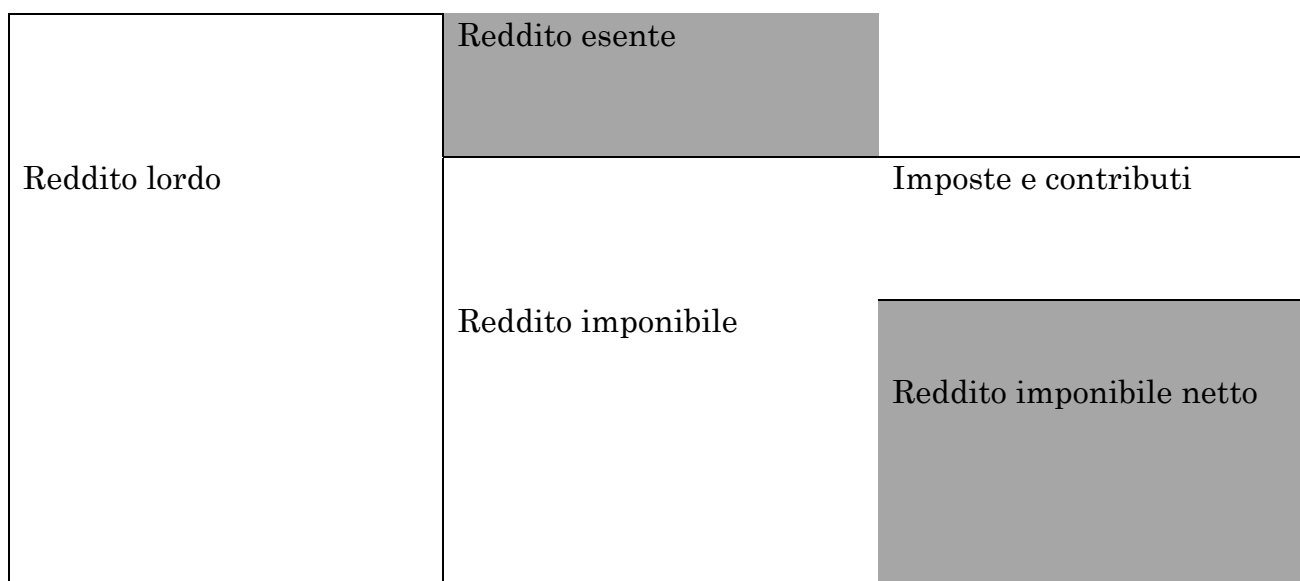 Reddito esente
Reddito lordo
Imposte e contributi
Reddito imponibile
Reddito imponibile netto